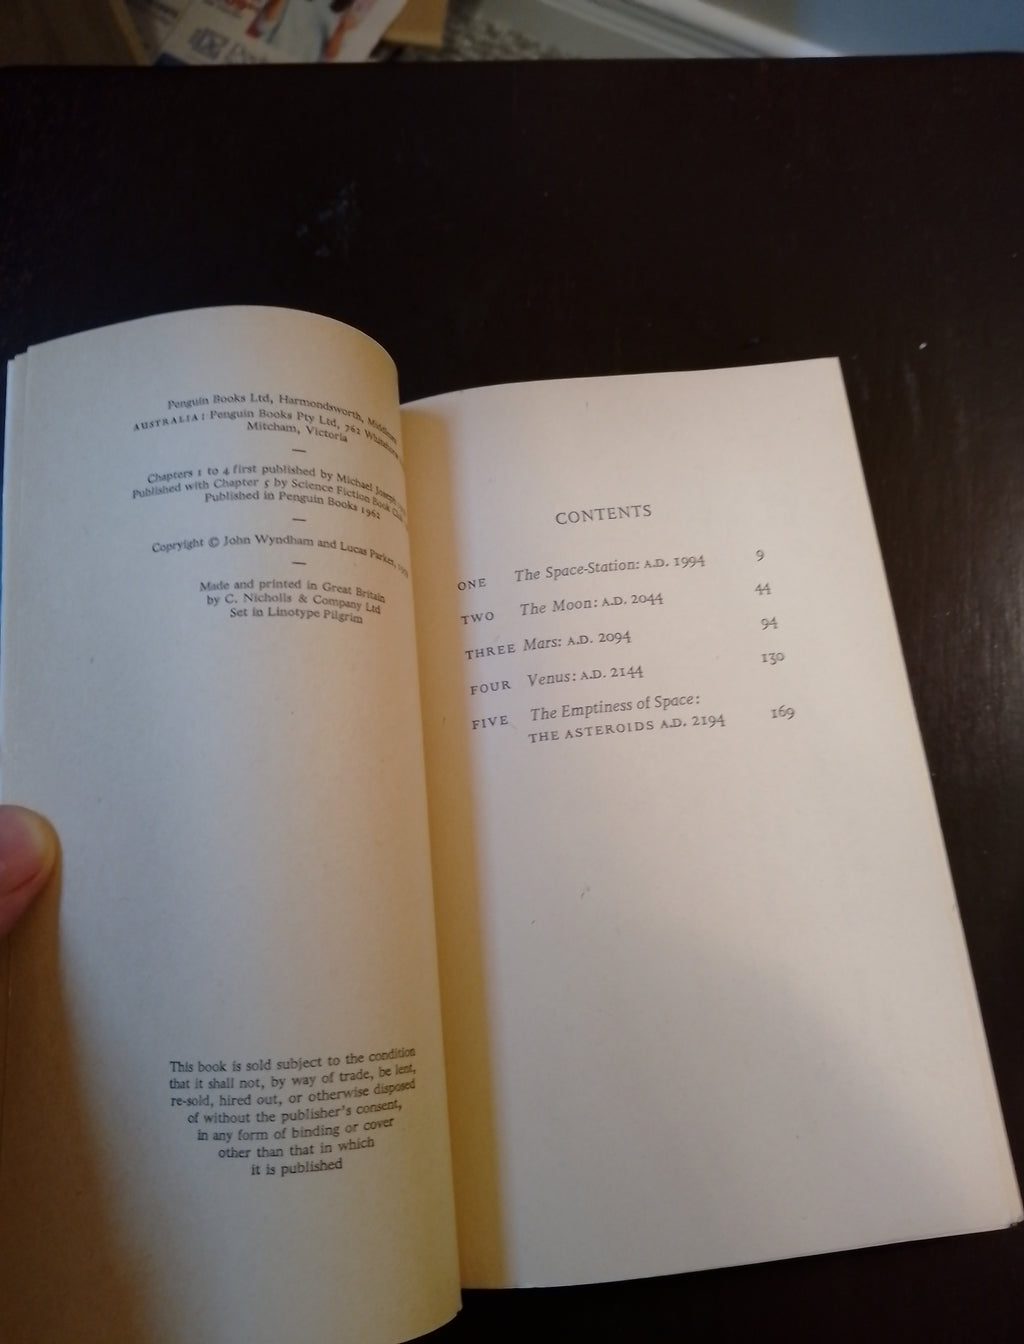 Penguin Books Ltd, Harmondsworth,
AUSTRALIA: Penguin Books Pty Ltd, 762
Mitcham, Victoria
Chapters 1 to 4 first published by Michael
Published with Chapter 5 by Science Fiction Book
Published in Penguin Books 1962
Copryight © John Wyndham and Lucas Parkes,
Made and printed in Great Britain
by C. Nicholls & Company Ltd
Set in Linotype Pilgrim
This book is sold subject to the condition
that it shall not, by way of trade, be lent,
re-sold, hired out, or otherwise disposed
of without the publisher's consent,
in any form of binding or cover
other than that in which
it is published
CONTENTS
ONE The Space-Station: A.D. 1994 9
TWO The Moon: A.D. 2044 44
THREE Mars: A.D. 2094 94
FOUR Venus: A.D. 2144 130
FIVE The Emptiness of Space:
THE ASTEROIDS A.D. 2194 169